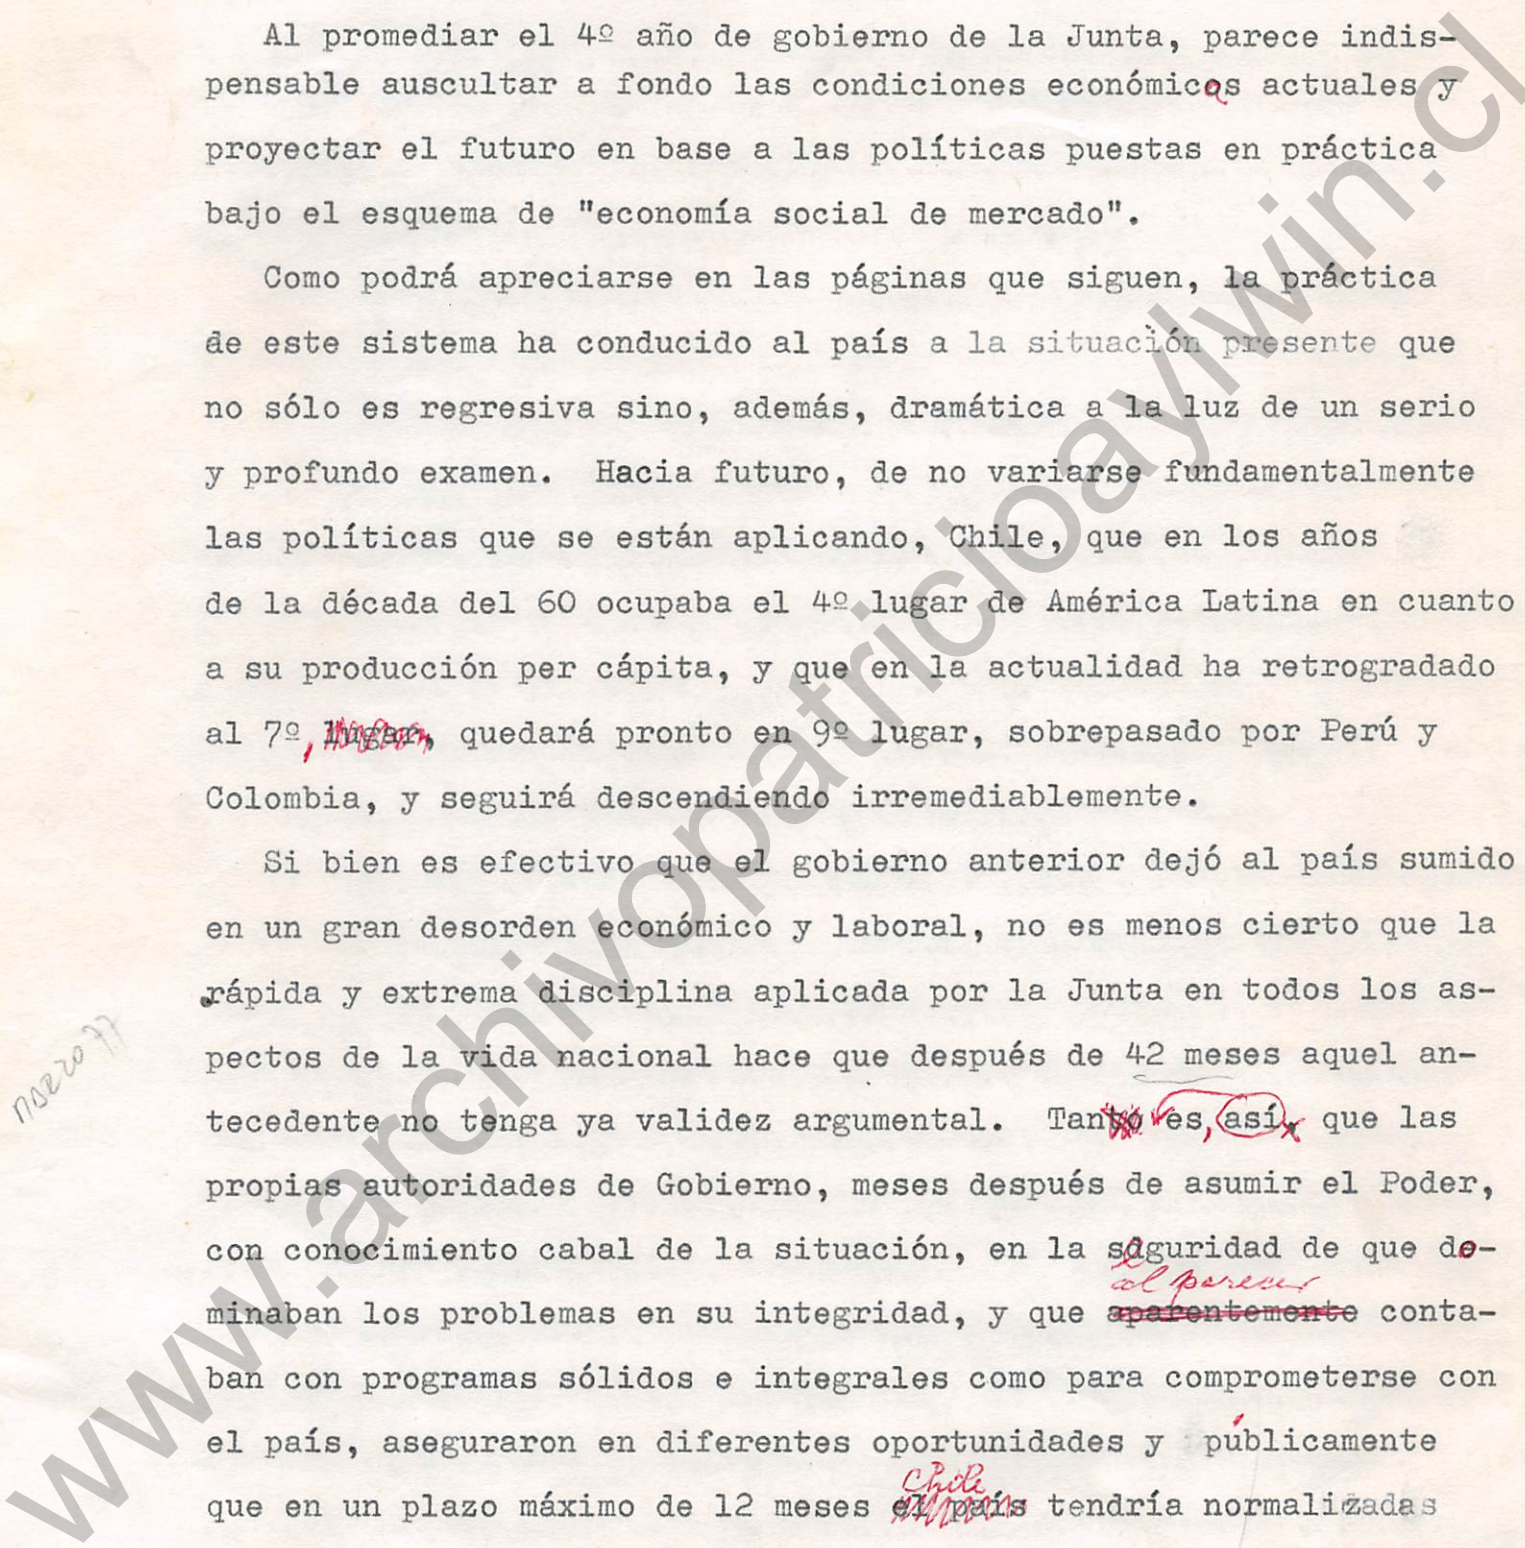 Al promediar el 4º año de gobierno de la Junta, parece indis-
pensable auscultar a fondo las condiciones económicas actuales y
proyectar el futuro en base a las políticas puestas en práctica
bajo el esquema de "economía social de mercado".
Como podrá apreciarse en las páginas que siguen, la práctica
de este sistema ha conducido al país a la situación presente que
no sólo es regresiva sino, además, dramática a la luz de un serio
y profundo examen. Hacia futuro, de no variarse fundamentalmente
las políticas que se están aplicando, Chile, que en los años
de la década del 60 ocupaba el 4º lugar de América Latina en cuanto
a su producción per cápita, y que en la actualidad ha retrogradado
al 7º, lugar, quedará pronto en 9º lugar, sobrepasado por Perú y
Colombia, y seguirá descendiendo irremediablemente.
Si bien es efectivo que el gobierno anterior dejó al país sumido
en un gran desorden económico y laboral, no es menos cierto que la
rápida y extrema disciplina aplicada por la Junta en todos los as-
pectos de la vida nacional hace que después de 42 meses aquel an-
marzo 77
tecedente no tenga ya validez argumental. Tanto es, así, que las
propias autoridades de Gobierno, meses después de asumir el Poder,
con conocimiento cabal de la situación, en la seguridad de que do-
al parecer
minaban los problemas en su integridad, y que aparentemente conta-
ban con programas sólidos e integrales como para comprometerse con
el país, aseguraron en diferentes oportunidades y públicamente
Chile
que en un plazo máximo de 12 meses el país tendría normalizadas
www.archivopatricioaylwin.cl